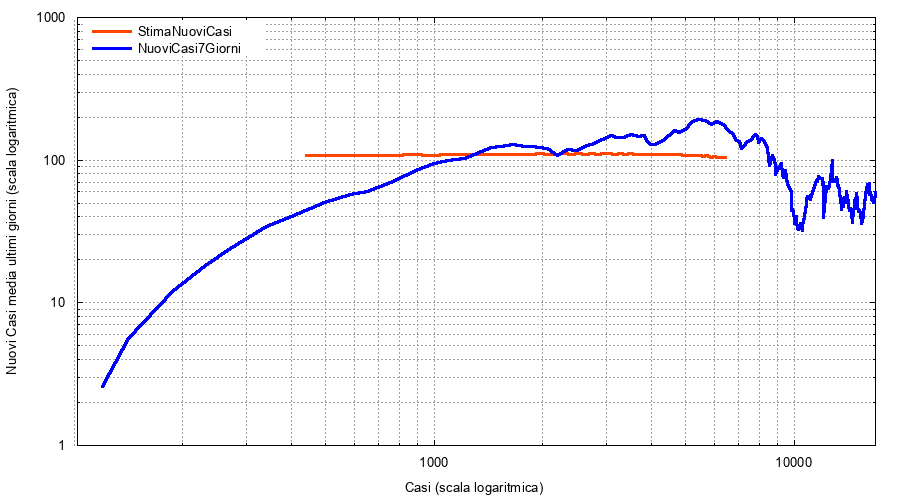 1000
StimaNuoviCasi
NuoviCasi7Giorni
100
10
1
Nuovi Casi media ultimi giorni (scala logaritmica)
1000
10000
Casi (scala logaritmica)